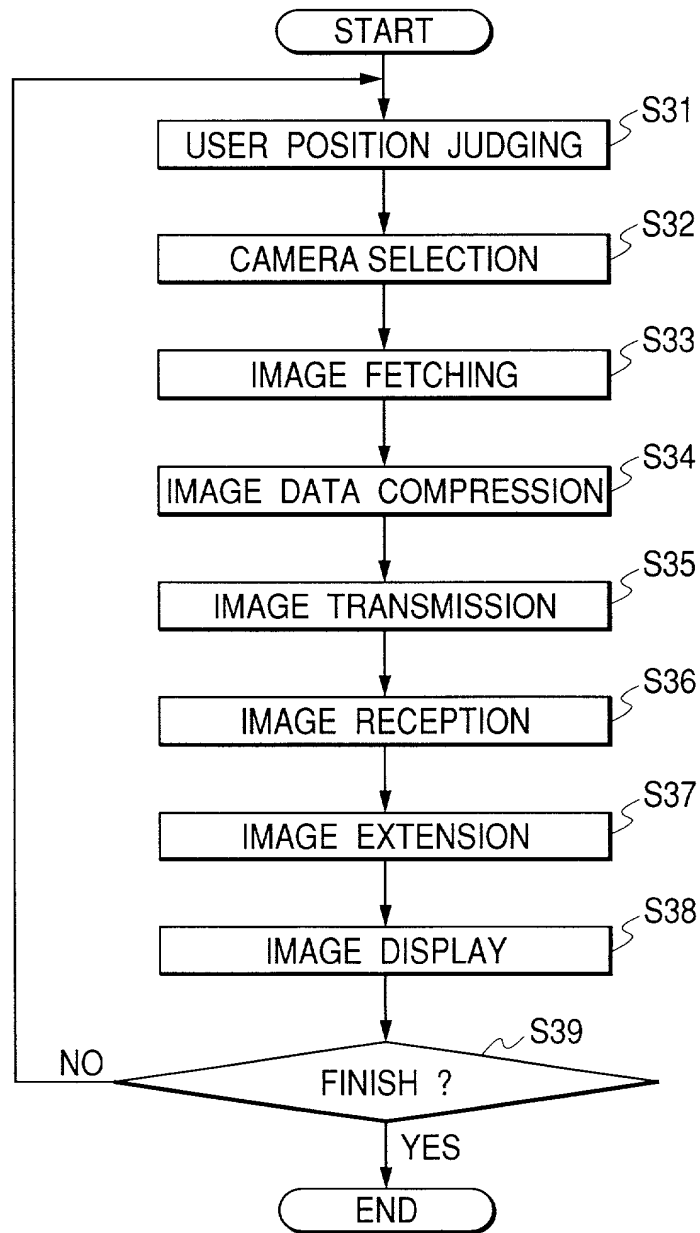 START
S31
USER POSITION JUDGING
S32
CAMERA SELECTION
S33
IMAGE FETCHING
S34
IMAGE DATA COMPRESSION
S35
IMAGE TRANSMISSION
S36
IMAGE RECEPTION
S37
IMAGE EXTENSION
S38
IMAGE DISPLAY
S39
NO
FINISH ?
YES
END